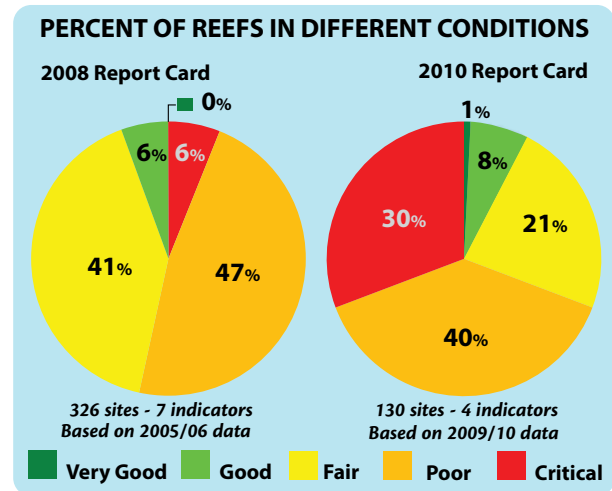 PERCENT OF REEFS IN DIFFERENT CONDITIONS
2008 Report Card
0%
6%
6%
41%
47%
326 sites - 7 indicators
Based on 2005/06 data
2010 Report Card
1%
8%
30%
21%
40%
130 sites - 4 indicators
Based on 2009/10 data
Very Good Good Fair Poor Critical